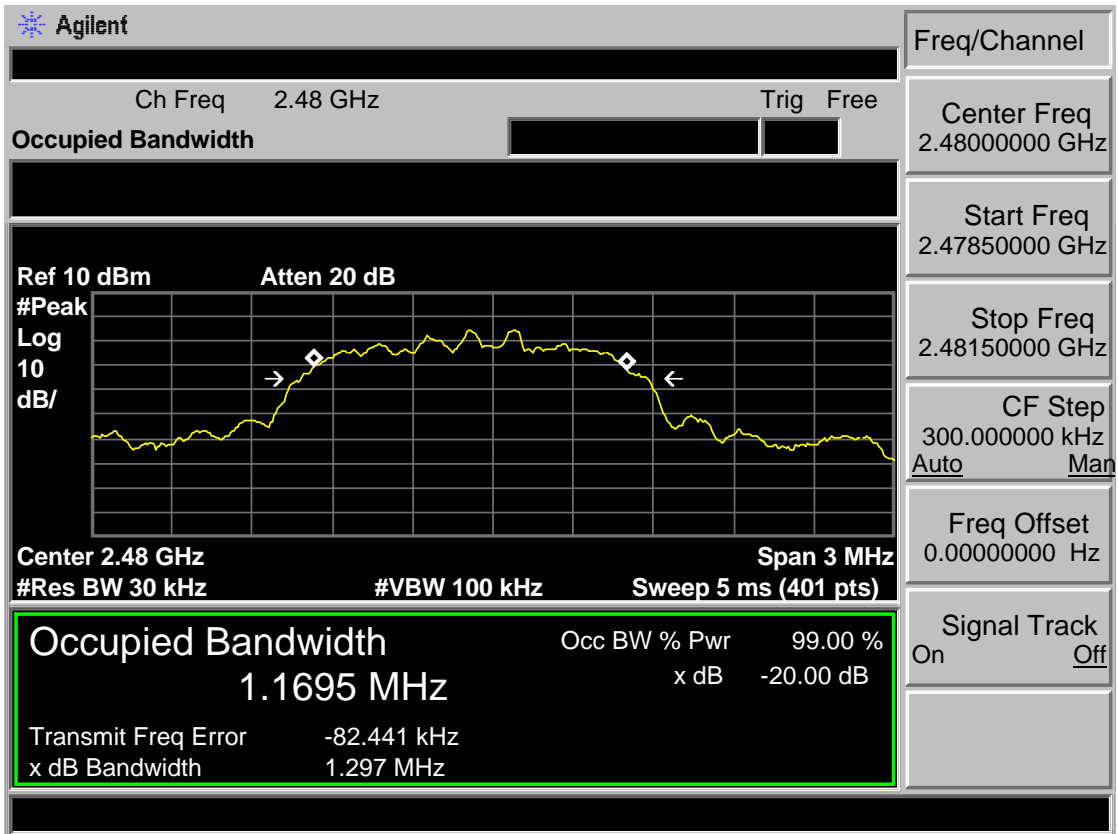 Agilent
Freq/Channel
Ch Freq 2.48 GHz Trig Free
Occupied Bandwidth
Center Freq
2.48000000 GHz
Start Freq
2.47850000 GHz
Stop Freq
2.48150000 GHz
CF Step
300.000000 kHz
Auto Man
Freq Offset
0.00000000 Hz
Signal Track
On Off
Ref 10 dBm Atten 20 dB
#Peak
Log
10
dB/
Center 2.48 GHz Span 3 MHz
#Res BW 30 kHz #VBW 100 kHz Sweep 5 ms (401 pts)
Occupied Bandwidth Occ BW % Pwr 99.00 %
1.1695 MHz x dB -20.00 dB
Transmit Freq Error -82.441 kHz
x dB Bandwidth 1.297 MHz